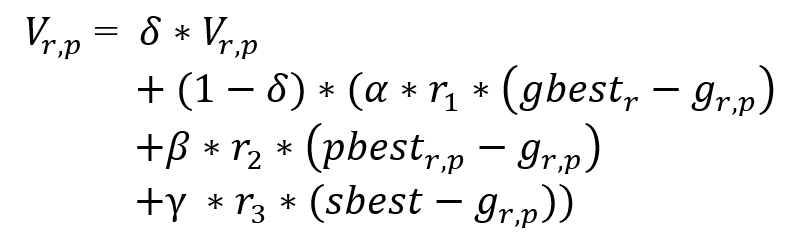 V_{r,p} = δ * V_{r,p}
+ (1 − δ) * (α * r_1 * (gbest_r − g_{r,p})
+β * r_2 * (pbest_{r,p} − g_{r,p})
+γ * r_3 * (sbest − g_{r,p}))